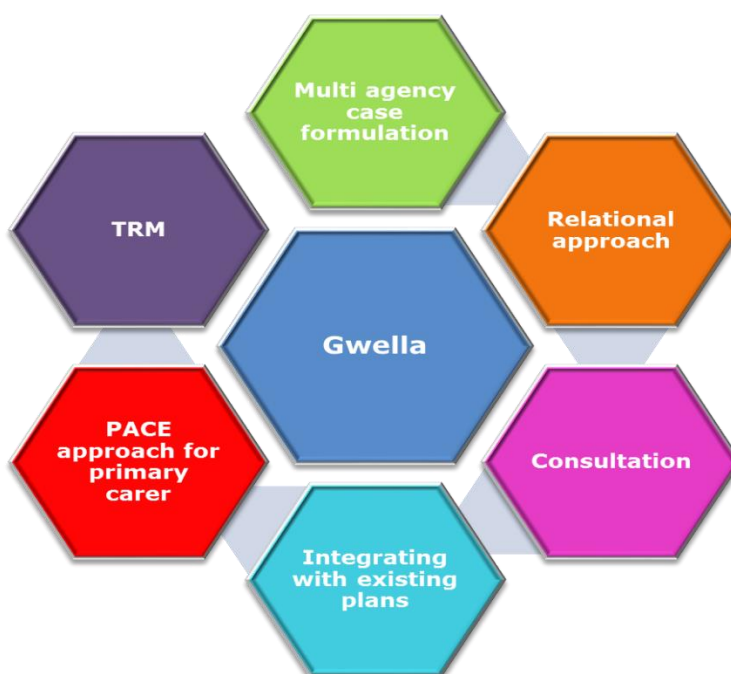 Multi agency
case
formulation
TRM
Relational
approach
Gwella
PACE
approach for
primary
carer
Consultation
Integrating
with existing
plans